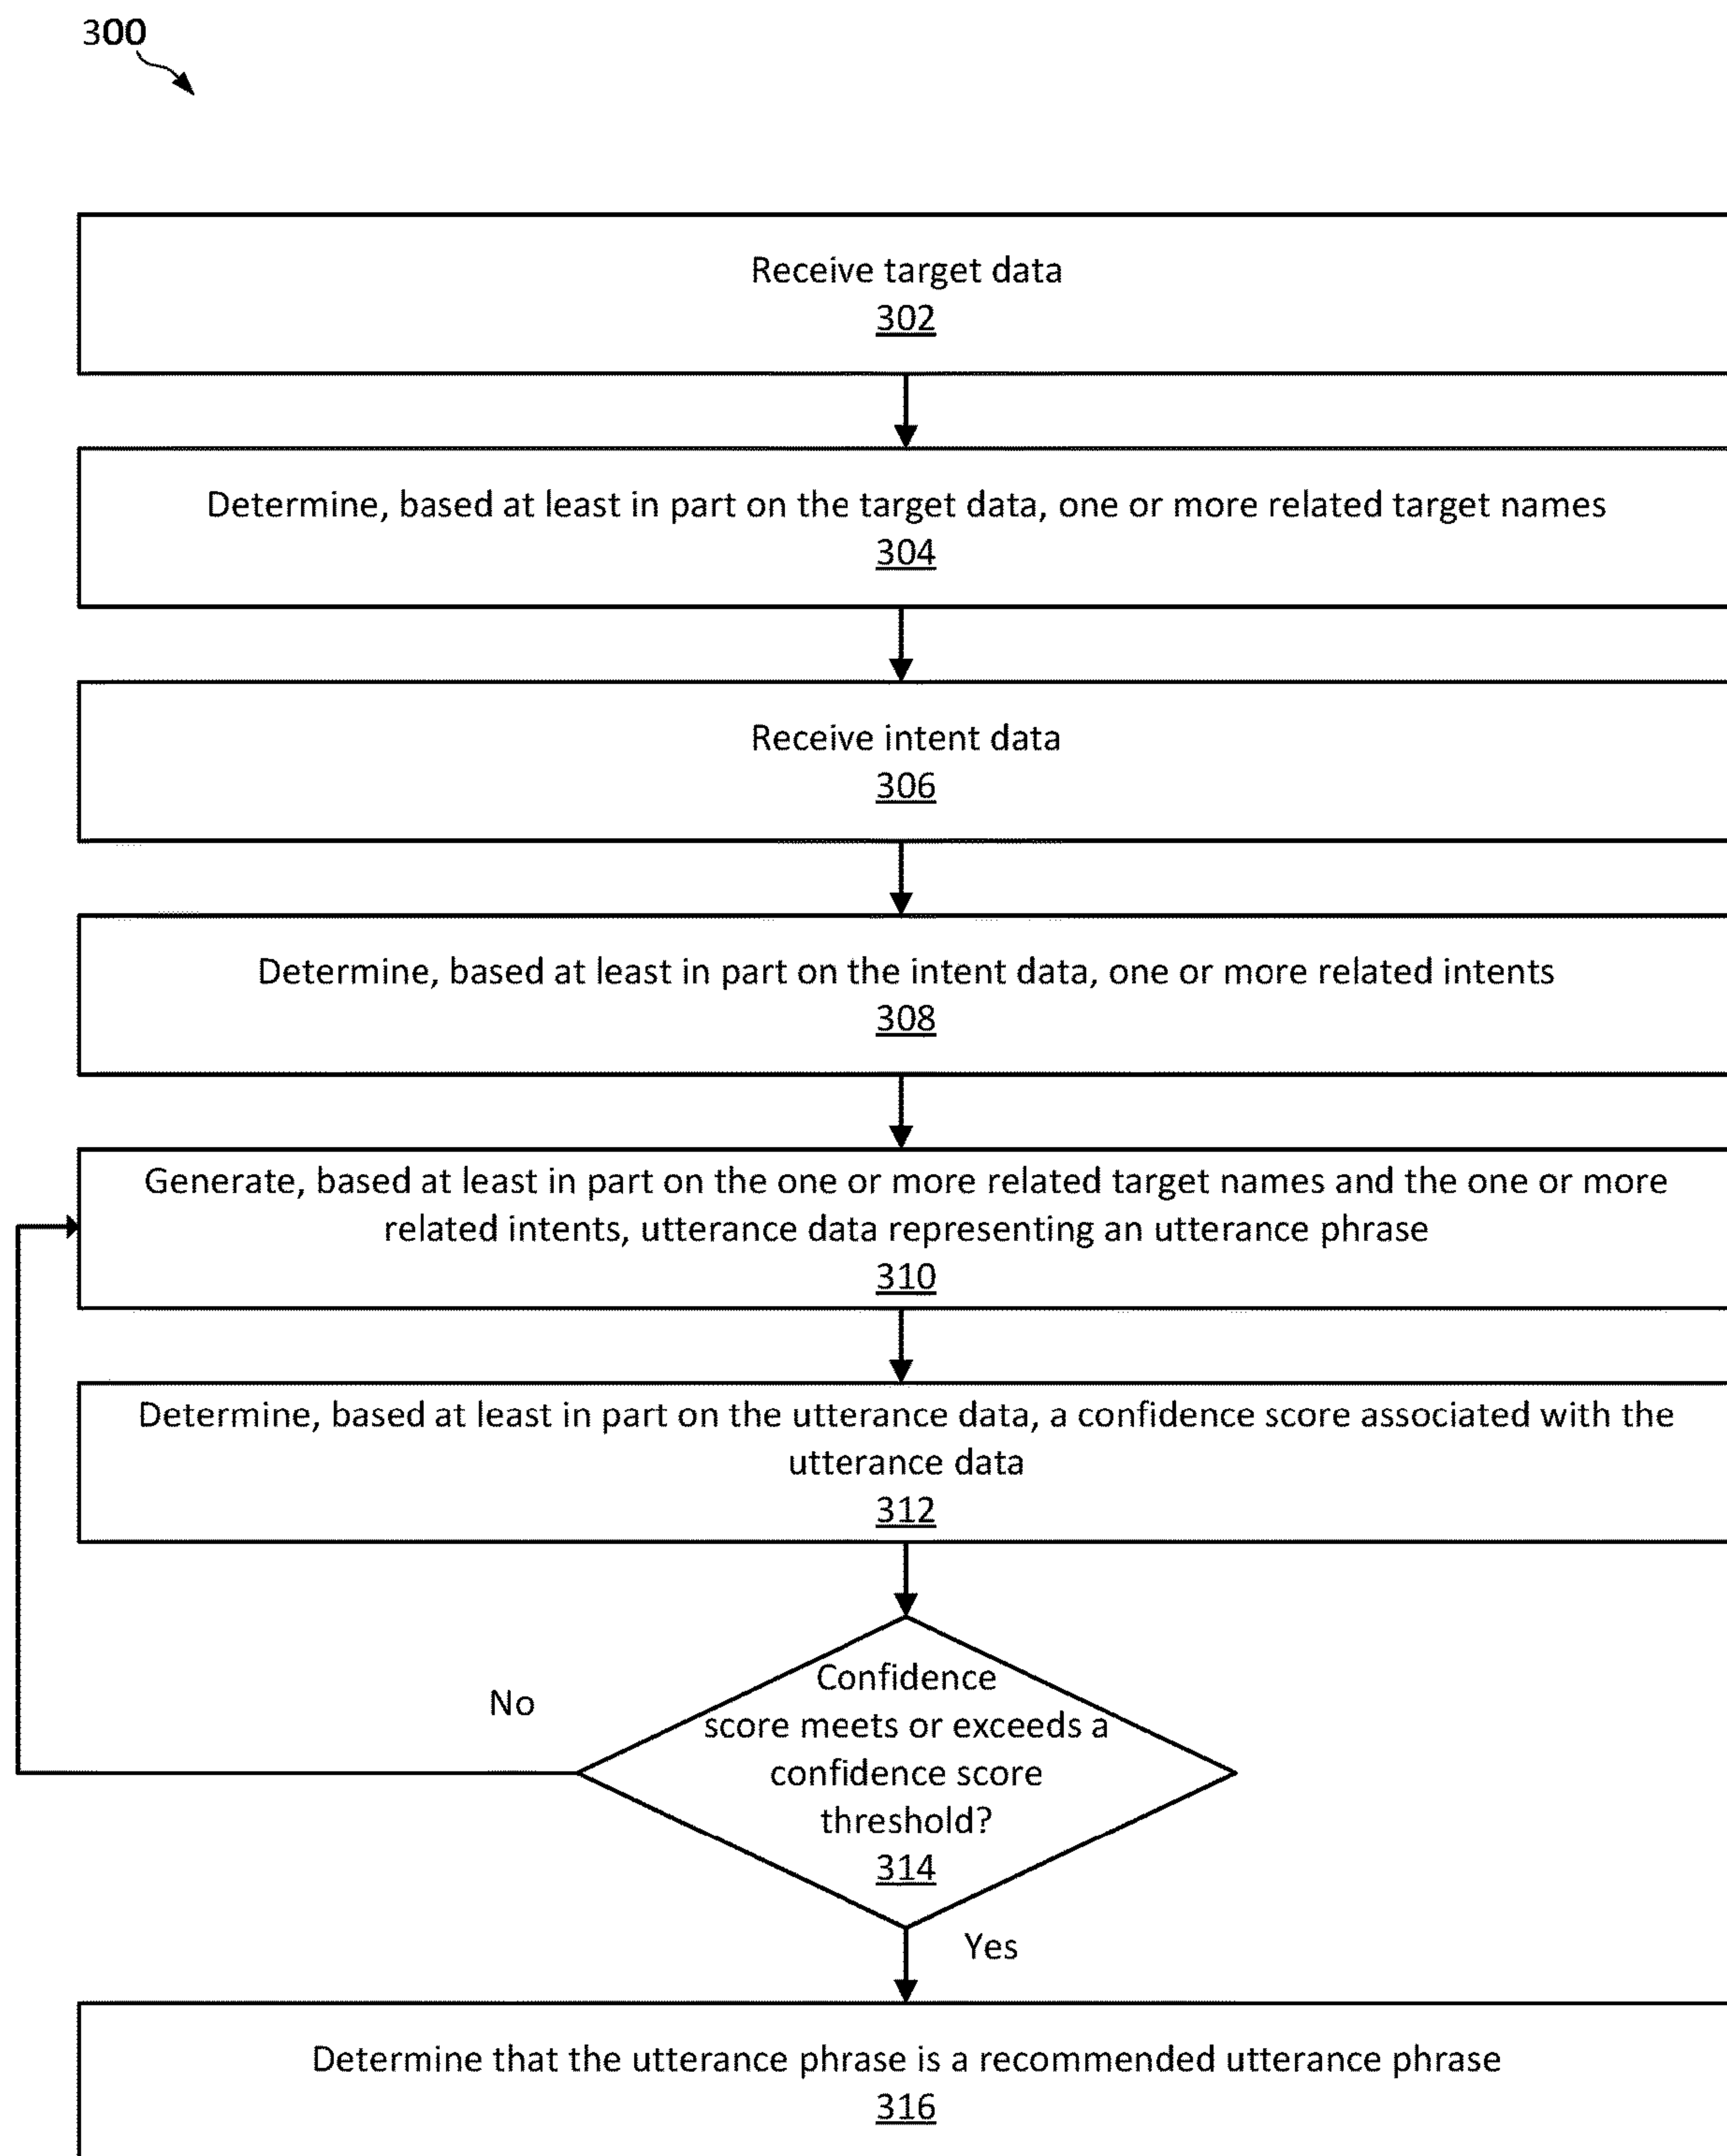 300
Receive target data
302
Determine, based at least in part on the target data, one or more related target names
304
Receive intent data
306
Determine, based at least in part on the intent data, one or more related intents
308
Generate, based at least in part on the one or more related target names and the one or more
related intents, utterance data representing an utterance phrase
310
Determine, based at least in part on the utterance data, a confidence score associated with the
utterance data
312
Confidence
score meets or exceeds a
confidence score
threshold?
314
No
Yes
Determine that the utterance phrase is a recommended utterance phrase
316